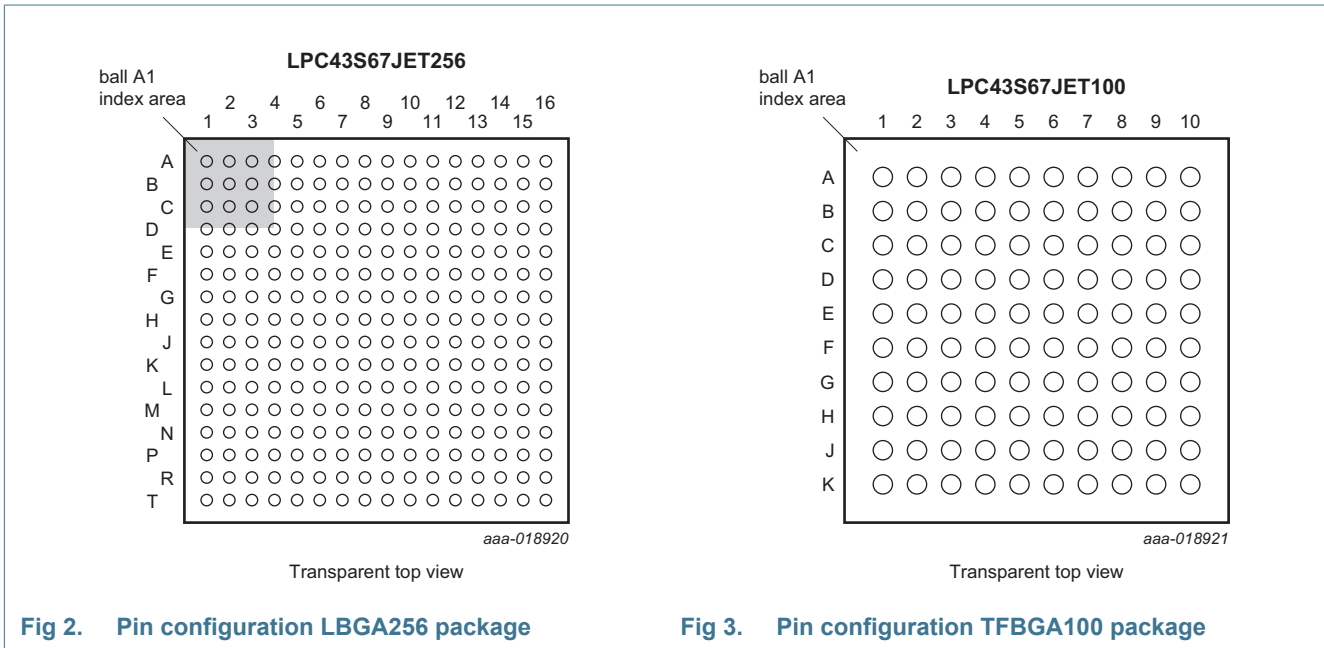 LPC43S67JET256
ball A1
index area
2 4 6 8 10 12 14 16
1 3 5 7 9 11 13 15
A
B
C
D
E
F
G
H
J
K
L
M
N
P
R
T
aaa-018920
Transparent top view
Fig 2. Pin configuration LBGA256 package
LPC43S67JET100
ball A1
index area
1 2 3 4 5 6 7 8 9 10
A
B
C
D
E
F
G
H
J
K
aaa-018921
Transparent top view
Fig 3. Pin configuration TFBGA100 package